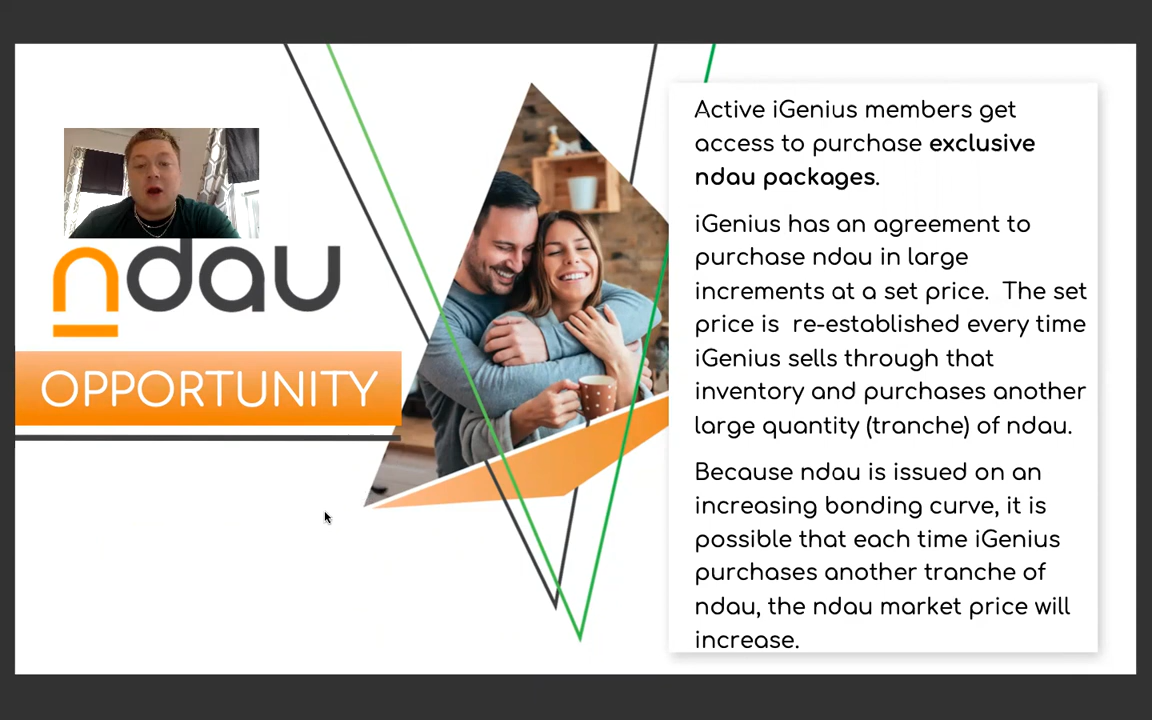 ndau
OPPORTUNITY
Active iGenius members get
access to purchase exclusive
ndau packages.
iGenius has an agreement to
purchase ndau in large
increments at a set price.  The set
price is  re-established every time
iGenius sells through that
inventory and purchases another
large quantity (tranche) of ndau.
Because ndau is issued on an
increasing bonding curve, it is
possible that each time iGenius
purchases another tranche of
ndau, the ndau market price will
increase.